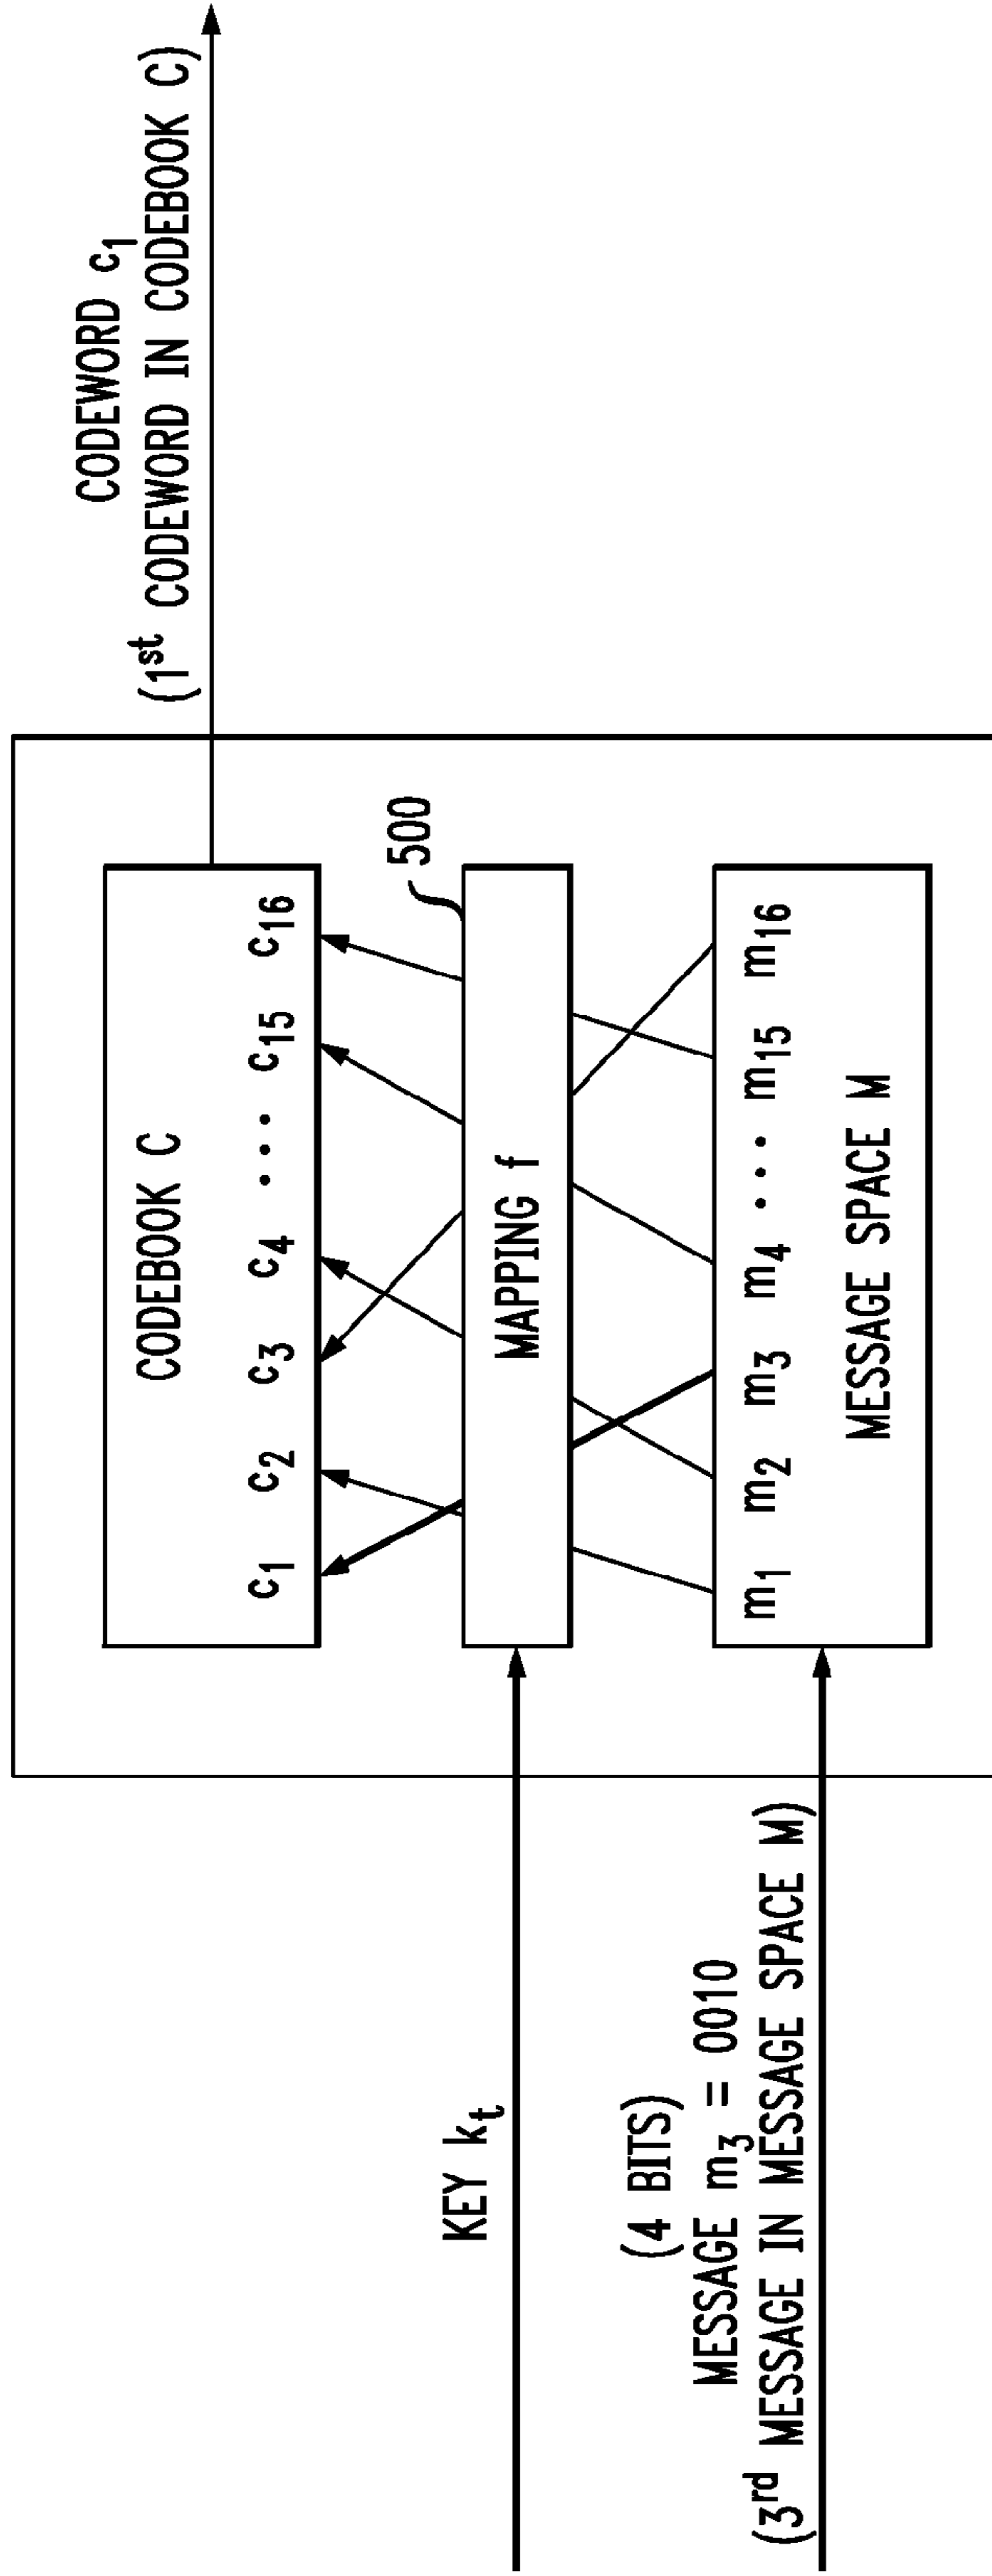 CODEWORD c1
(1st CODEWORD IN CODEBOOK C)
CODEBOOK C
c1 c2 c3 c4 ... c15 c16
500
MAPPING f
KEY kt
m1 m2 m3 m4 ... m15 m16
MESSAGE SPACE M
(4 BITS)
MESSAGE m3 = 0010
(3rd MESSAGE IN MESSAGE SPACE M)